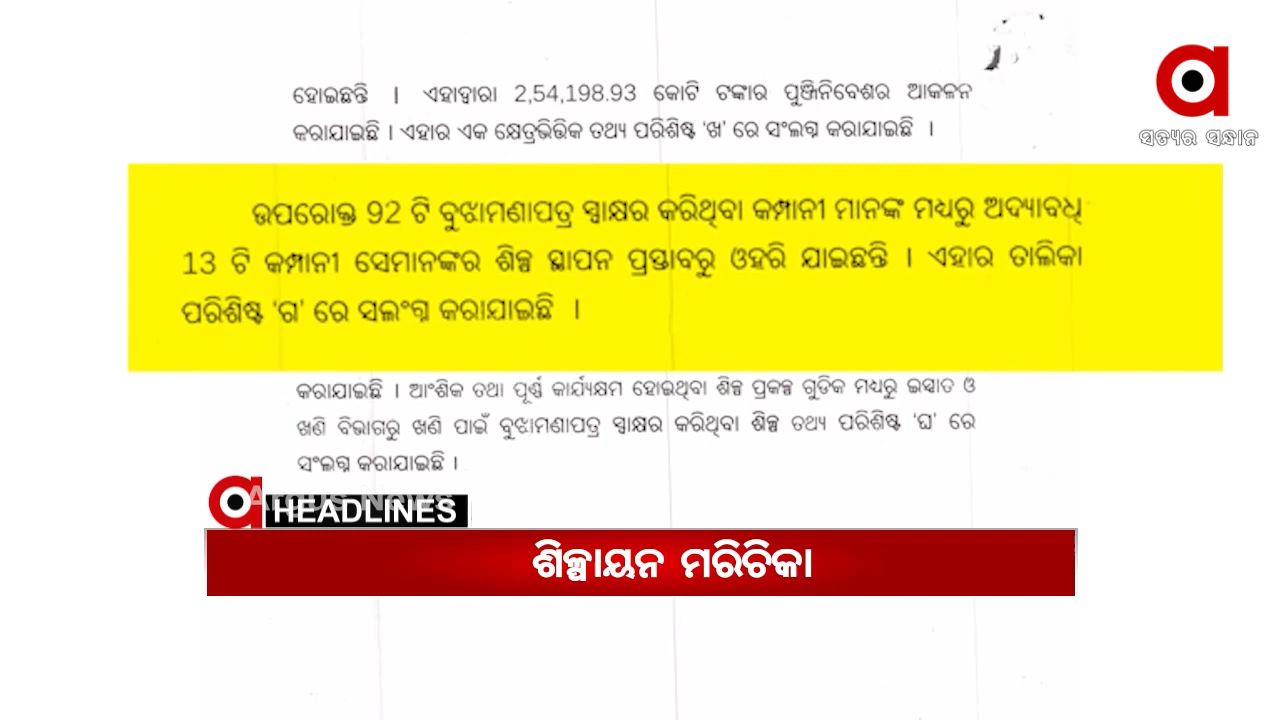 ହୋଇଛନ୍ତି । ଏହାଦ୍ୱାରା 2,54,198.93 କୋଟି ଟଙ୍କାର ପୁଞ୍ଜିନିବେଶର ଆକଳନ
କରାଯାଇଛି । ଏହାର ଏକ କ୍ଷେତ୍ରଭିତ୍ତିକ ତଥ୍ୟ ପରିଶିଷ୍ଟ 'ଖ' ରେ ସଂଲଗ୍ନ କରାଯାଇଛି ।
ସତ୍ୟର ସନ୍ଧାନ
ଉପରୋକ୍ତ 92 ଟି ବୁଝାମଣାପତ୍ର ସ୍ୱାକ୍ଷର କରିଥିବା କମ୍ପାନୀ ମାନଙ୍କ ମଧ୍ୟରୁ ଅଦ୍ୟାବଧି
13 ଟି କମ୍ପାନୀ ସେମାନଙ୍କର ଶିଳ୍ପ ସ୍ଥାପନ ପ୍ରସ୍ତାବରୁ ଓହରି ଯାଇଛନ୍ତି । ଏହାର ତାଲିକା
ପରିଶିଷ୍ଟ 'ଗ' ରେ ସଲଂଗ୍ନ କରାଯାଇଛି ।
କରାଯାଇଛି । ଆଂଶିକ ତଥା ପୂର୍ଣ୍ଣ କାର୍ଯ୍ୟକ୍ଷମ ହୋଇଥିବା ଶିଳ୍ପ ପ୍ରକଳ୍ପ ଗୁଡିକ ମଧ୍ୟରୁ ଇସ୍ପାତ ଓ
ଖଣି ବିଭାଗରୁ ଖଣି ପାଇଁ ବୁଝାମଣାପତ୍ର ସ୍ୱାକ୍ଷର କରିଥିବା ଶିଳ୍ପ ତଥ୍ୟ ପରିଶିଷ୍ଟ 'ଘ' ରେ
ସଂଲଗ୍ନ କରାଯାଇଛି ।
Argus News
HEADLINES
ଶିଳ୍ପାୟନ ମରିଚିକା